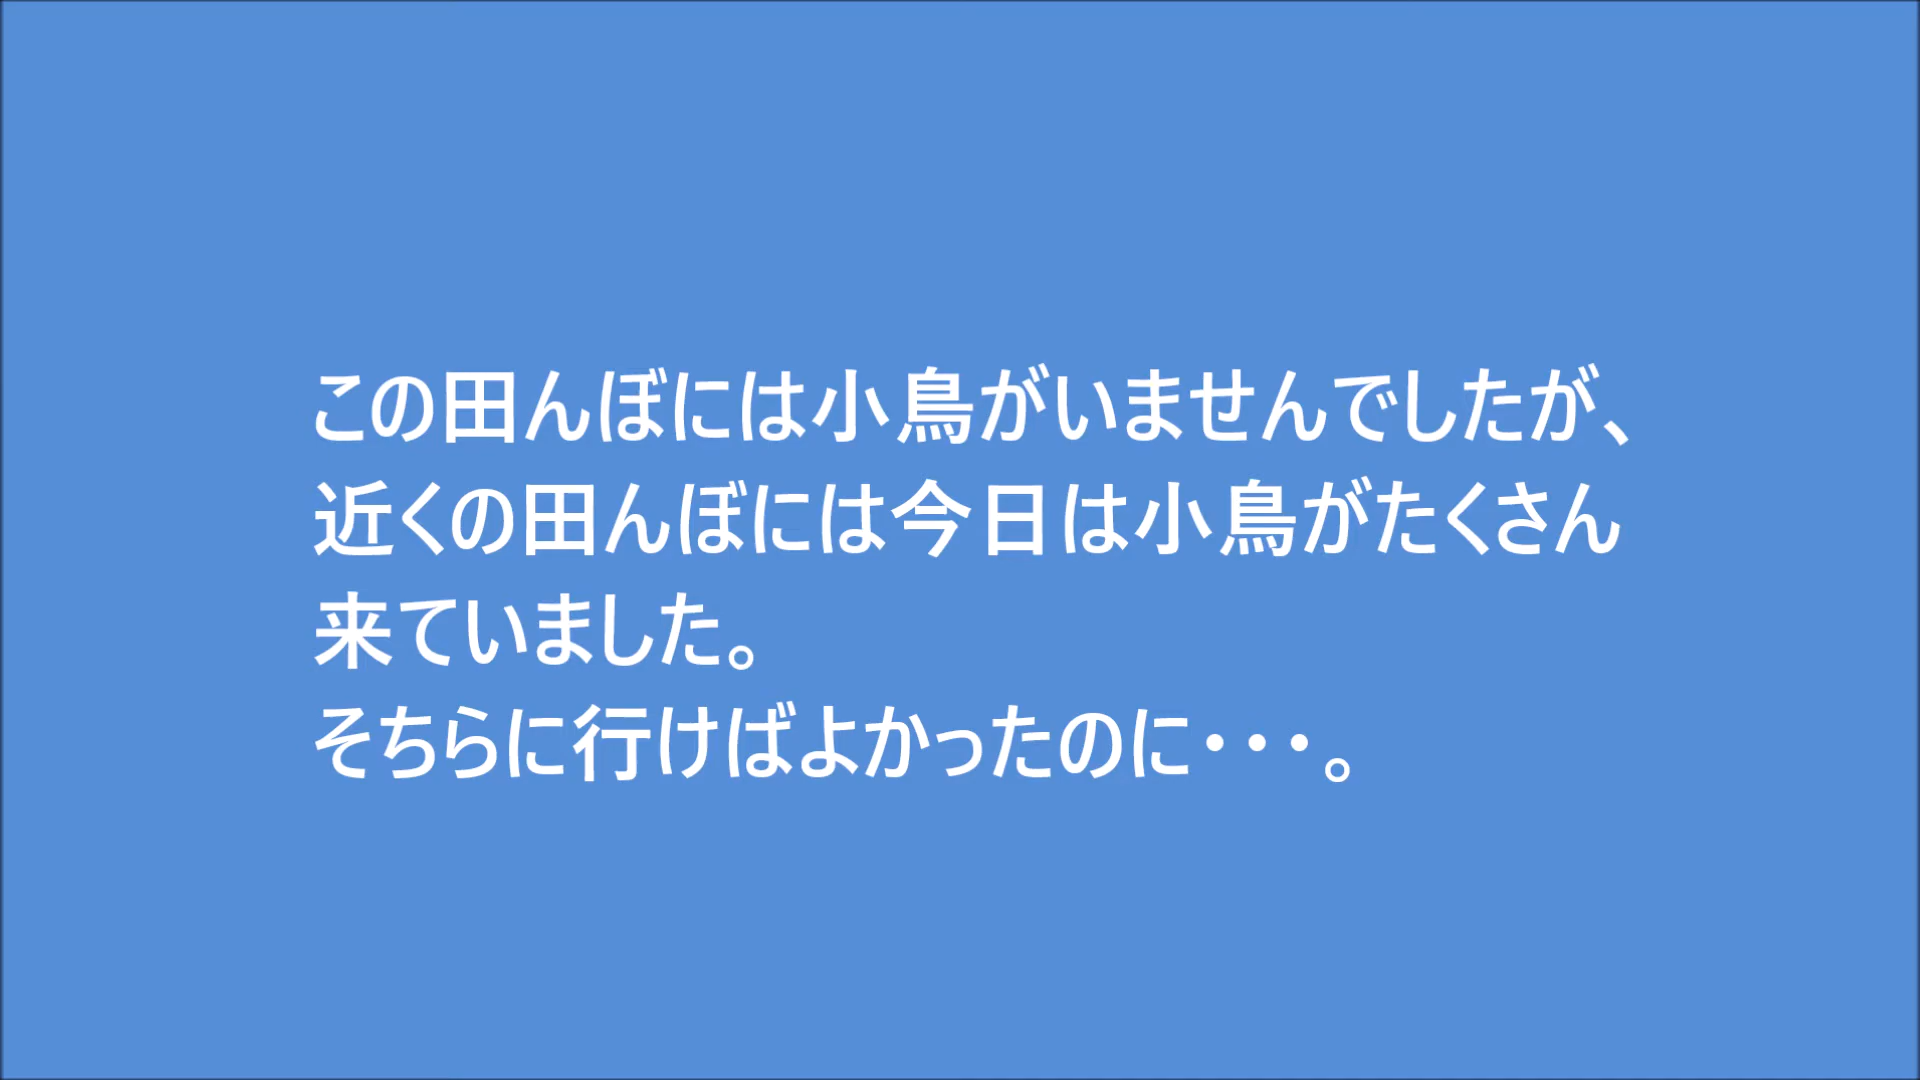 この田んぼには小鳥がいませんでしたが、
近くの田んぼには今日は小鳥がたくさん
来ていました。
そちらに行けばよかったのに・・・。